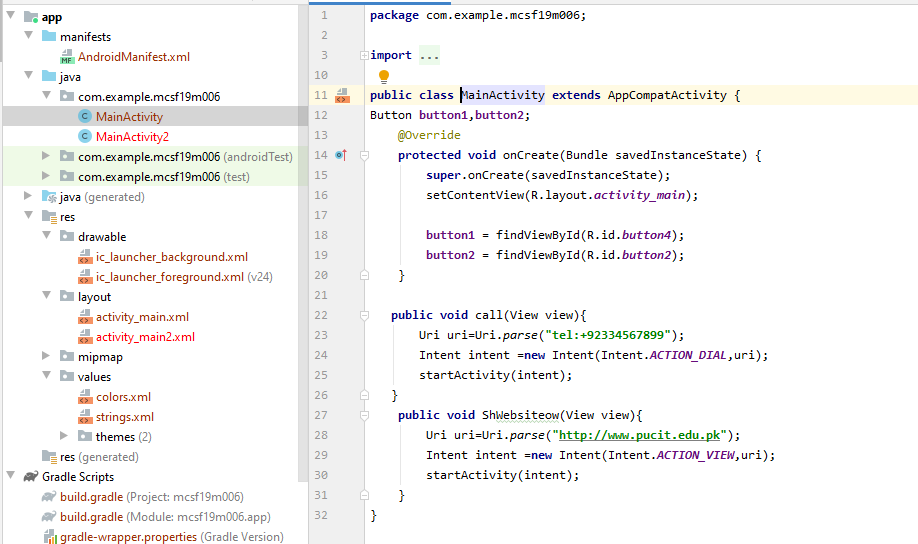 app
manifests
AndroidManifest.xml
java
com.example.mcsf19m006
MainActivity
MainActivity2
com.example.mcsf19m006 (androidTest)
com.example.mcsf19m006 (test)
java (generated)
res
drawable
ic_launcher_background.xml
ic_launcher_foreground.xml (v24)
layout
activity_main.xml
activity_main2.xml
mipmap
values
colors.xml
strings.xml
themes (2)
res (generated)
Gradle Scripts
build.gradle (Project: mcsf19m006)
build.gradle (Module: mcsf19m006.app)
gradle-wrapper.properties (Gradle Version)
1 package com.example.mcsf19m006;
2
3 import ...
10
11 public class MainActivity extends AppCompatActivity {
12 Button button1,button2;
13 @Override
14 protected void onCreate(Bundle savedInstanceState) {
15 super.onCreate(savedInstanceState);
16 setContentView(R.layout.activity_main);
17
18 button1 = findViewById(R.id.button4);
19 button2 = findViewById(R.id.button2);
20 }
21
22 public void call(View view){
23 Uri uri=Uri.parse("tel:+92334567899");
24 Intent intent =new Intent(Intent.ACTION_DIAL,uri);
25 startActivity(intent);
26 }
27 public void ShWebsiteow(View view){
28 Uri uri=Uri.parse("http://www.pucit.edu.pk");
29 Intent intent =new Intent(Intent.ACTION_VIEW,uri);
30 startActivity(intent);
31 }
32 }